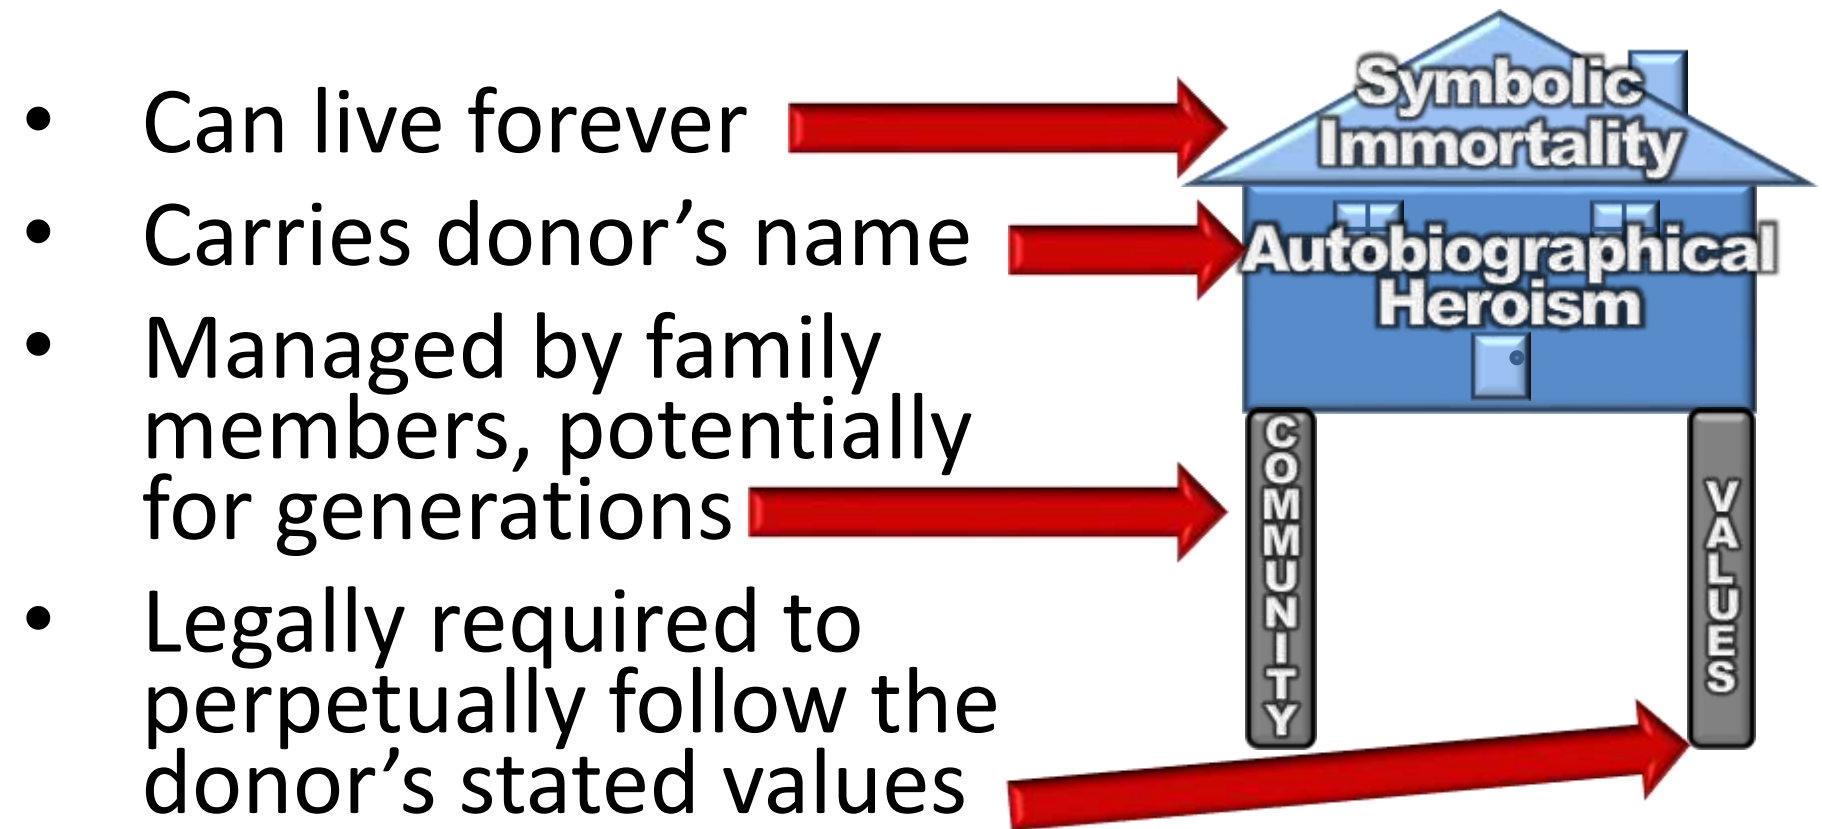 • Can live forever
• Carries donor’s name
• Managed by family
members, potentially
for generations
• Legally required to
perpetually follow the
donor’s stated values
Symbolic
Immortality
Autobiographical
Heroism
COMMUNITY
VALUES